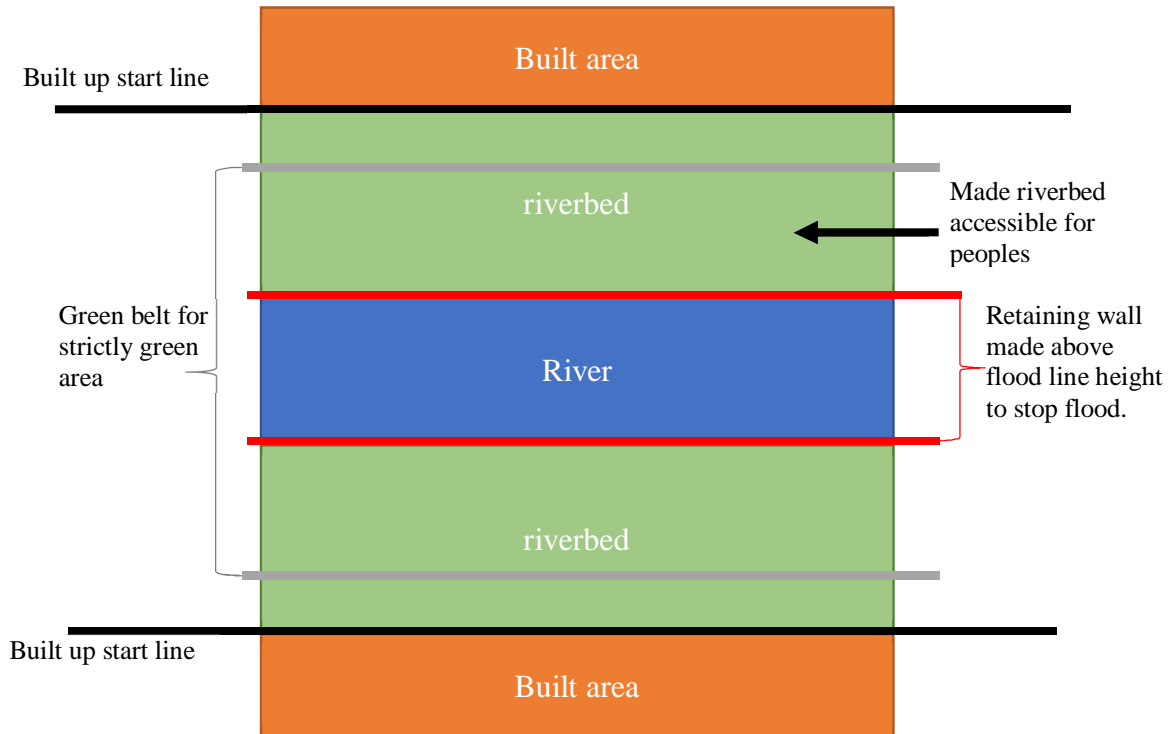 Built area
Built up start line
riverbed
Made riverbed
accessible for
peoples
Green belt for
strictly green
area
River
Retaining wall
made above
flood line height
to stop flood.
riverbed
Built up start line
Built area